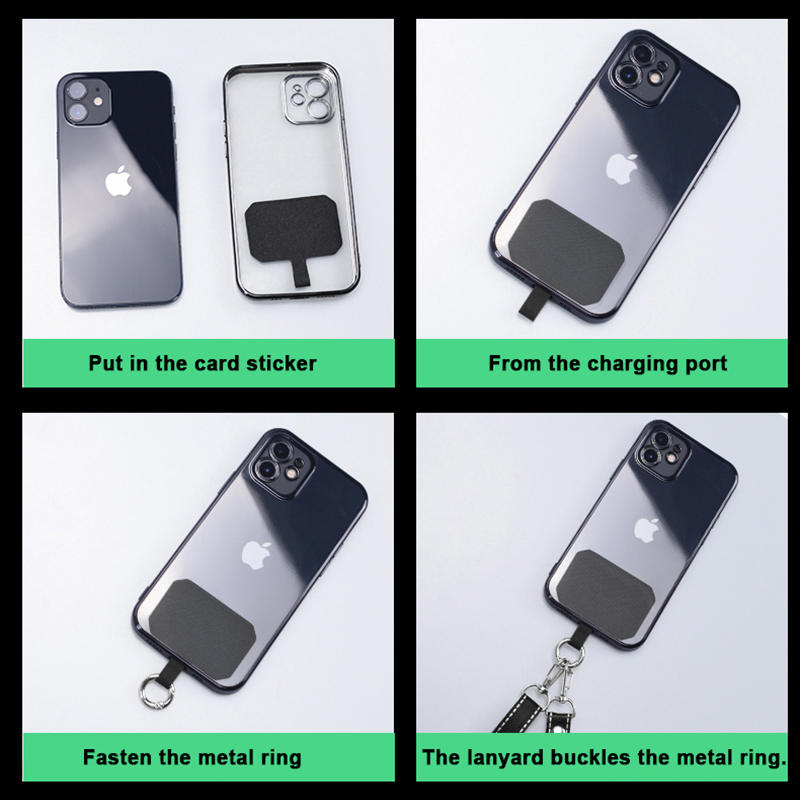 Put in the card sticker
From the charging port
Fasten the metal ring
The lanyard buckles the metal ring.